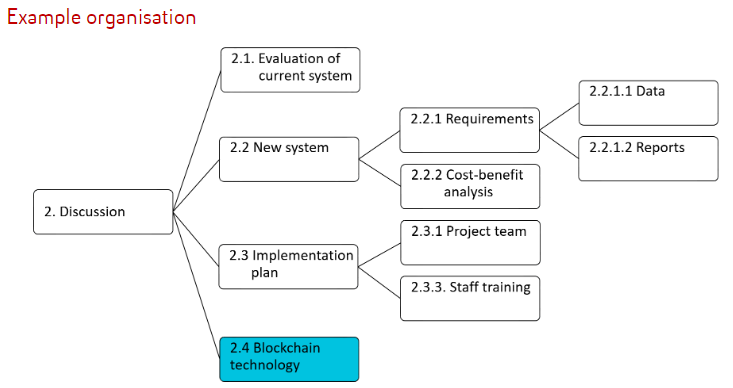 Example organisation
2.1. Evaluation of
current system
2.2.1.1 Data
2.2.1 Requirements
2.2 New system
2.2.1.2 Reports
2.2.2 Cost-benefit
analysis
2. Discussion
2.3.1 Project team
2.3 Implementation
plan
2.3.3. Staff training
2.4 Blockchain
technology